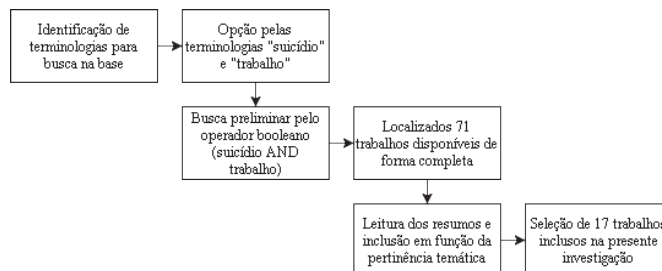 Identificação de
terminologias para
busca na base
Opção pelas
terminologias "suicídio"
e "trabalho"
Busca preliminar pelo
operador booleano
(suicídio AND
trabalho)
Localizados 71
trabalhos disponíveis de
forma completa
Leitura dos resumos e
inclusão em função da
pertinência temática
Seleção de 17 trabalhos
inclusos na presente
investigação